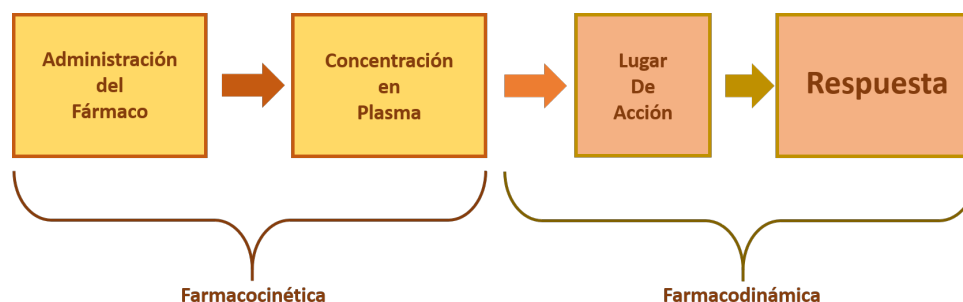 Administración
del
Fármaco
Concentración
en
Plasma
Lugar
De
Acción
Respuesta
Farmacocinética
Farmacodinámica